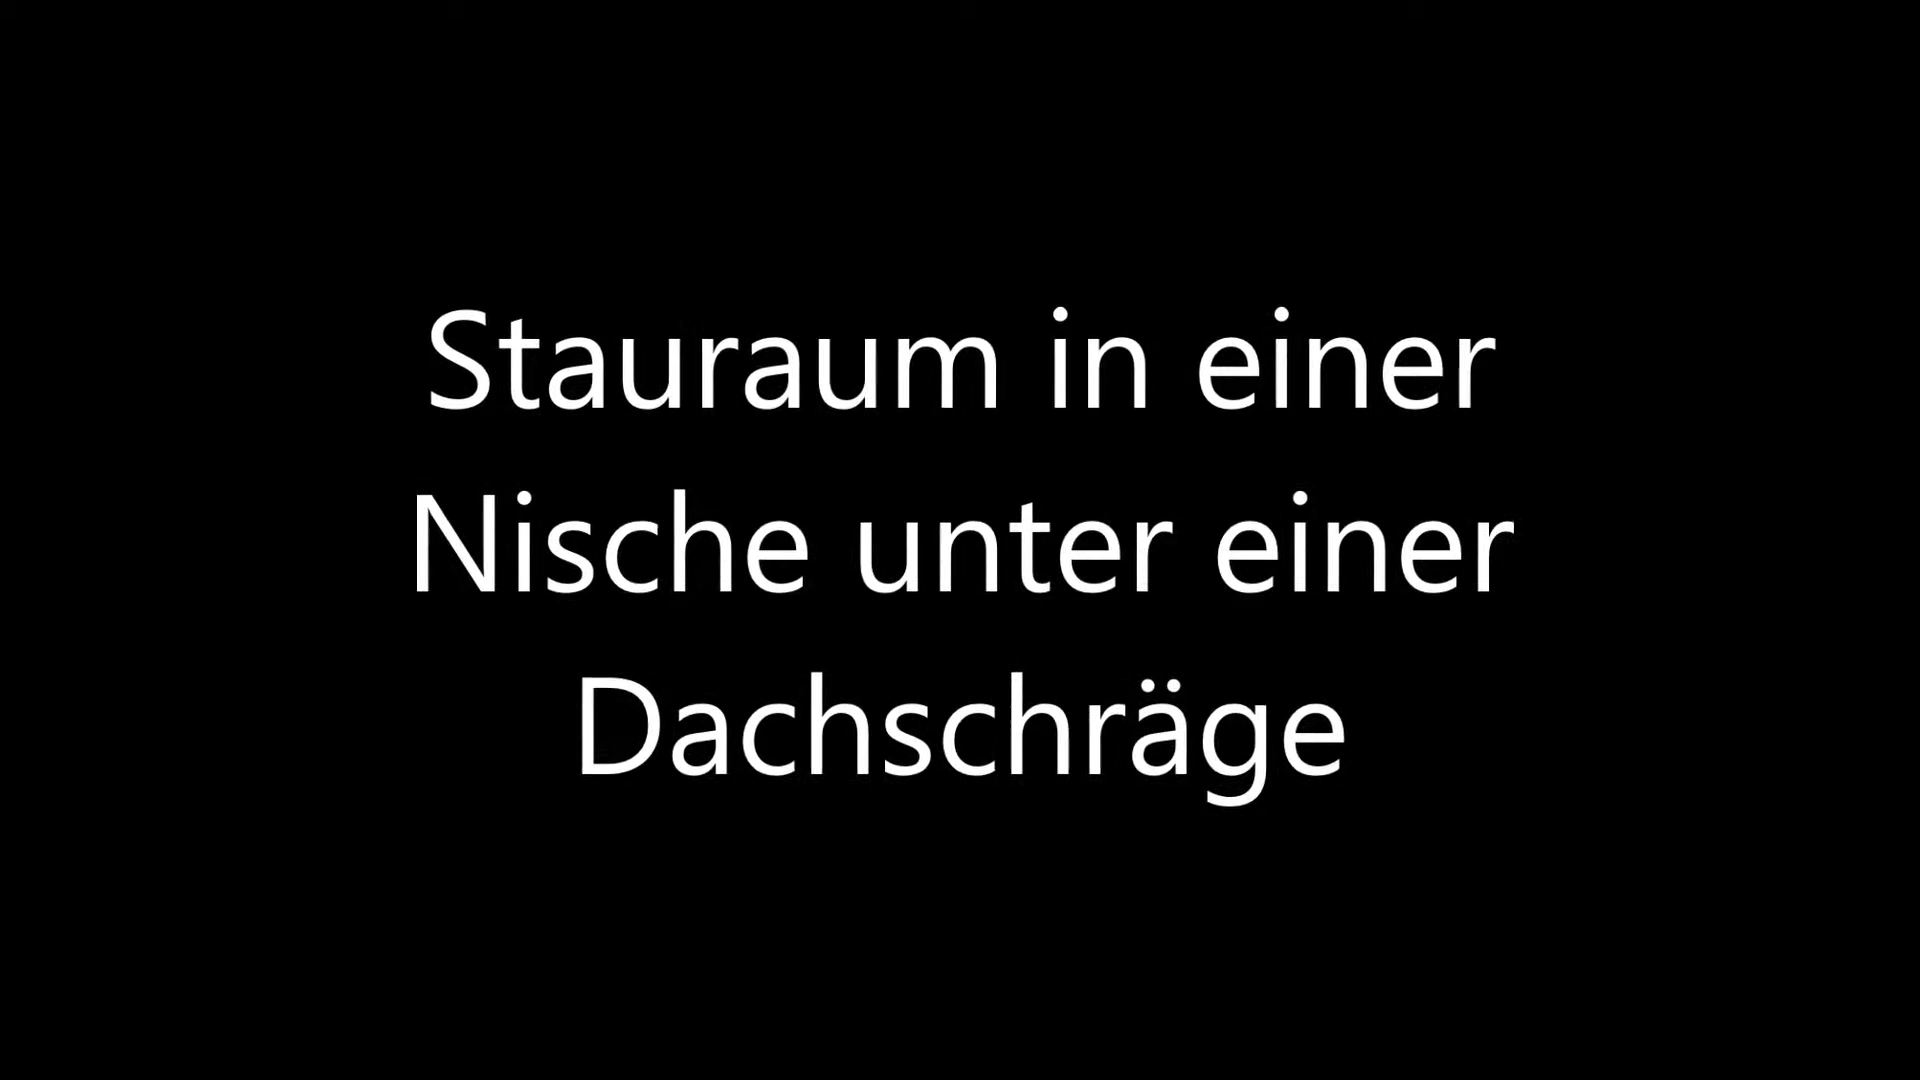 Stauraum in einer
Nische unter einer
Dachschräge